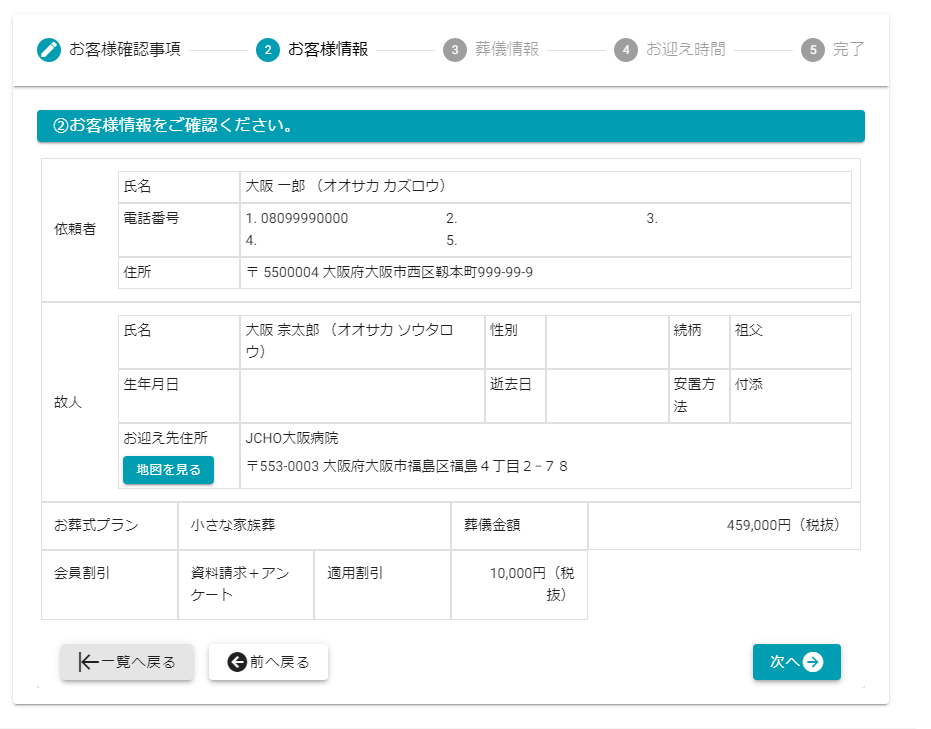 お客様確認事項 2 お客様情報 3 葬儀情報 4 お迎え時間 5 完了
②お客様情報をご確認ください。
依頼者
氏名 大阪 一郎 （オオサカ カズロウ）
電話番号 1. 08099990000 2. 3.
4. 5.
住所 〒 5500004 大阪府大阪市西区靱本町999-99-9
故人
氏名 大阪 宗太郎 （オオサカ ソウタロ
ウ） 性別 続柄 祖父
生年月日 逝去日 安置方
法 付添
お迎え先住所 JCHO大阪病院
地図を見る 〒553-0003 大阪府大阪市福島区福島４丁目２−７８
お葬式プラン 小さな家族葬 葬儀金額 459,000円（税抜）
会員割引 資料請求＋アン
ケート 適用割引 10,000円（税
抜）
一覧へ戻る 前へ戻る 次へ